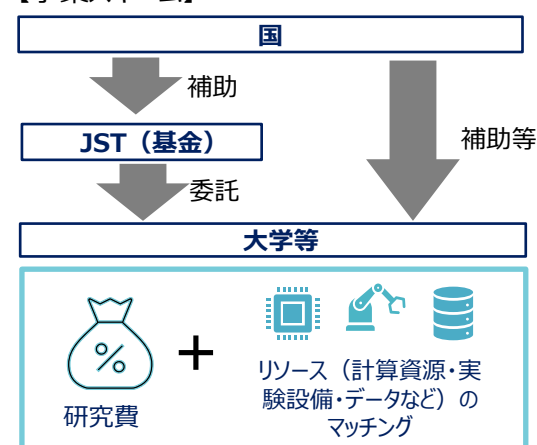 国
補助
JST（基金）
補助等
委託
大学等
研究費
+
リソース（計算資源・実
験設備・データなど）の
マッチング